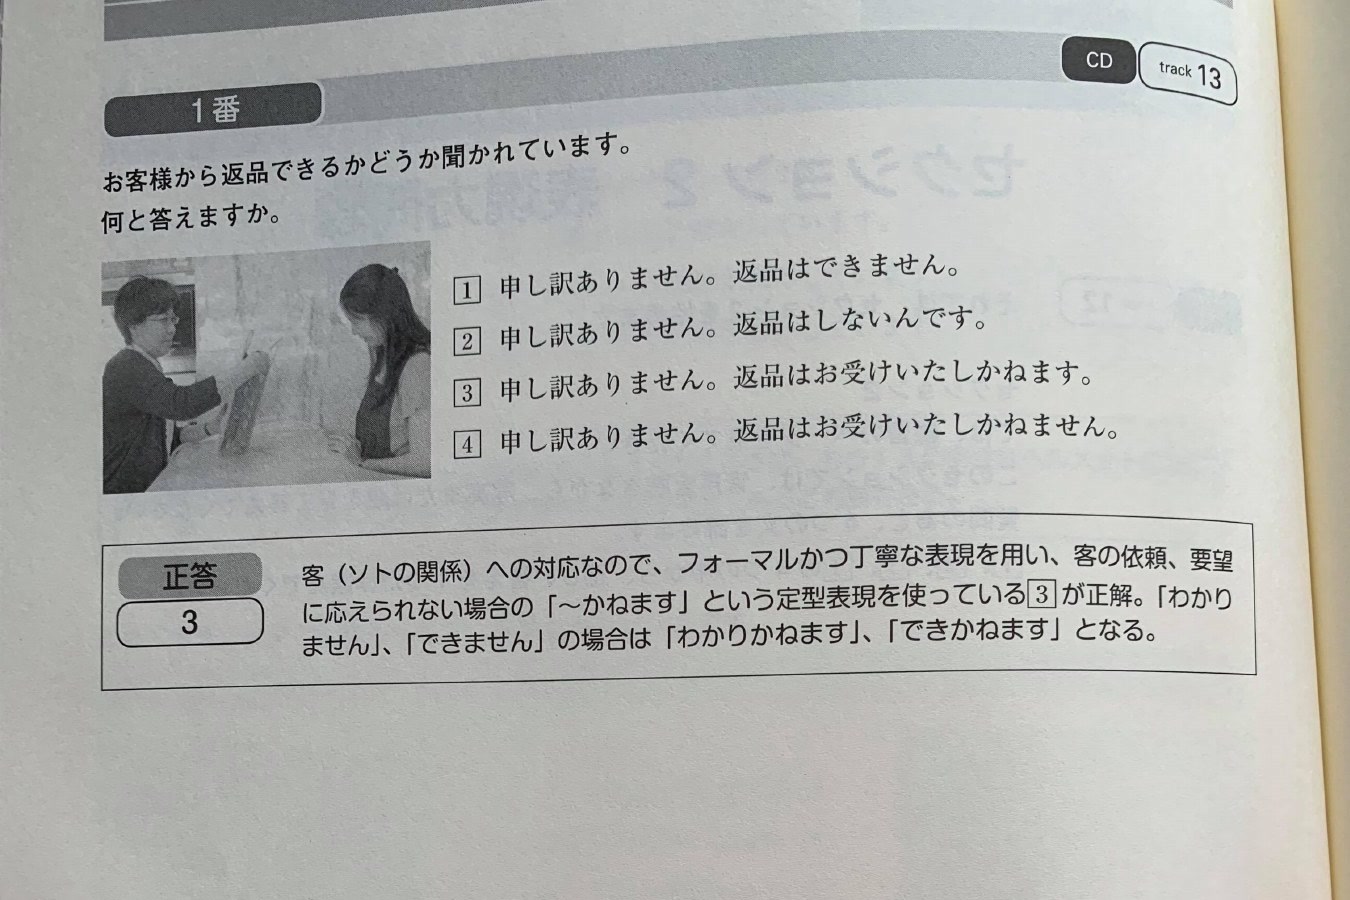 CD track 13
1番
お客様から返品できるかどうか聞かれています。
何と答えますか。
1 申し訳ありません。返品はできません。
2 申し訳ありません。返品はしないんです。
3 申し訳ありません。返品はお受けいたしかねます。
4 申し訳ありません。返品はお受けいたしかねません。
正答
3
客（ソトの関係）への対応なので、フォーマルかつ丁寧な表現を用い、客の依頼、要望
に応えられない場合の「〜かねます」という定型表現を使っている3が正解。「わかり
ません」、「できません」の場合は「わかりかねます」、「できかねます」となる。